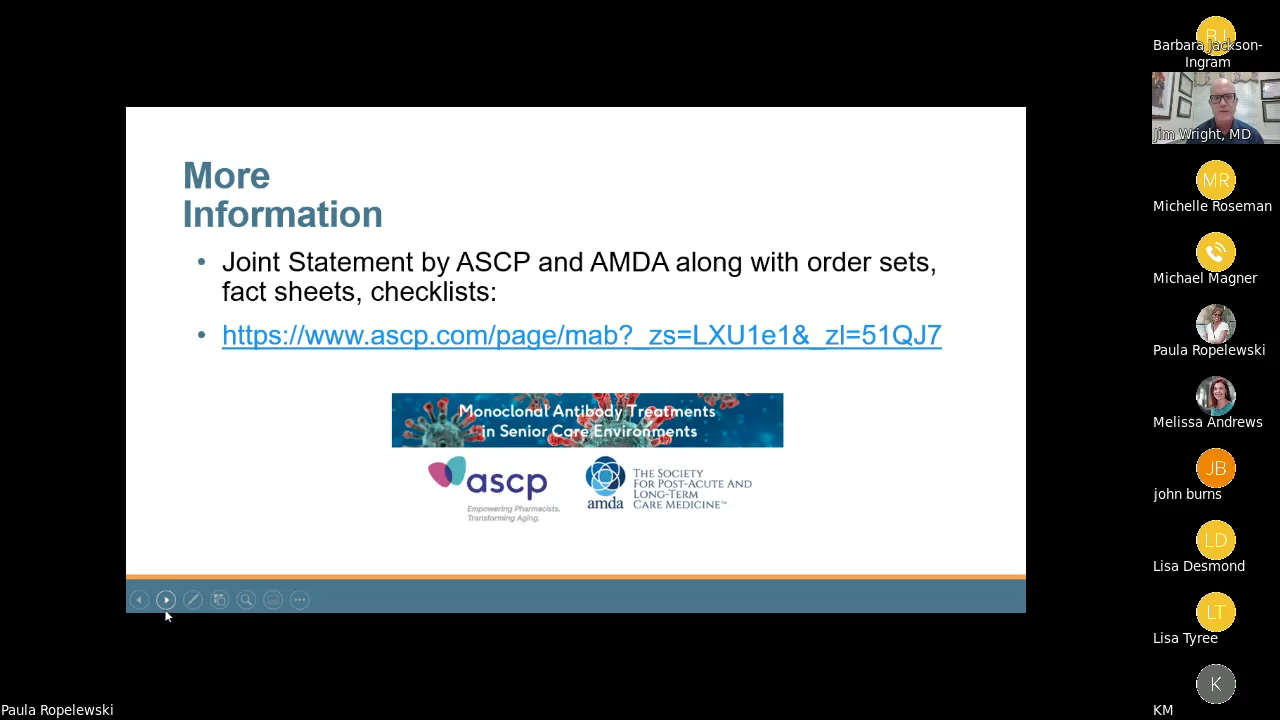 More
Information
• Joint Statement by ASCP and AMDA along with order sets,
fact sheets, checklists:
• https://www.ascp.com/page/mab?_zs=LXU1e1&_zl=51QJ7
Monoclonal Antibody Treatments
in Senior Care Environments
ascp
Empowering Pharmacists.
Transforming Aging.
amda
THE SOCIETY
FOR POST-ACUTE AND
LONG-TERM
CARE MEDICINE™
BJ
Barbara Jackson-
Ingram
Jim Wright, MD
MR
Michelle Roseman
Michael Magner
Paula Ropelewski
Melissa Andrews
JB
john burns
LD
Lisa Desmond
LT
Lisa Tyree
K
KM
Paula Ropelewski